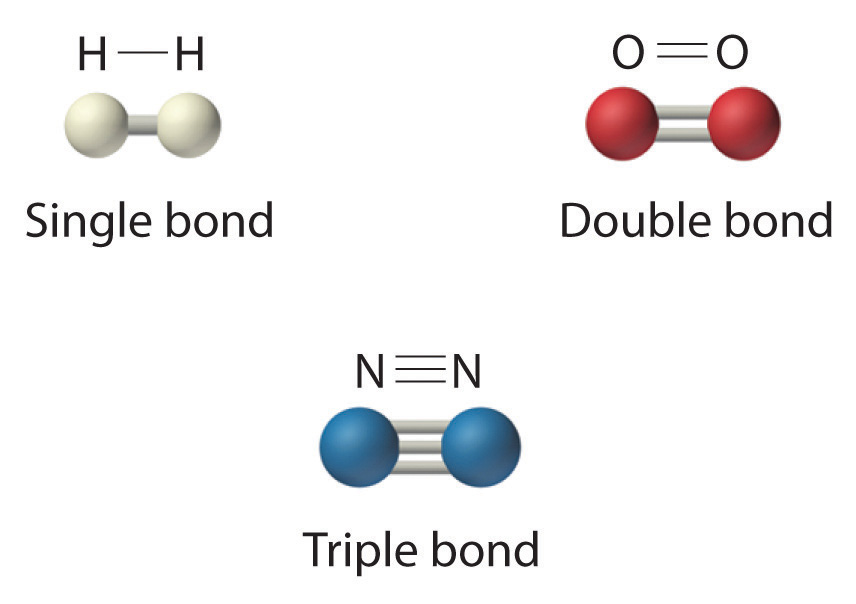 H—H
O=O
Single bond
Double bond
N≡N
Triple bond